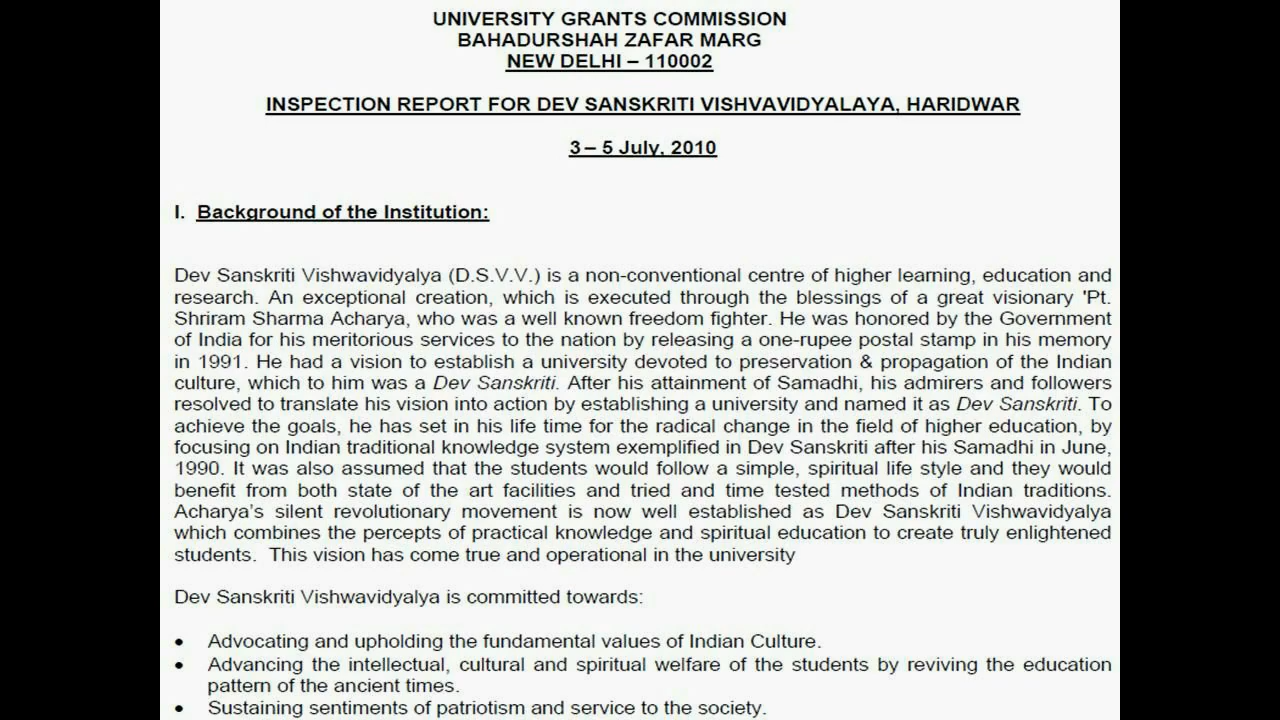 UNIVERSITY GRANTS COMMISSION
BAHADURSHAH ZAFAR MARG
NEW DELHI – 110002
INSPECTION REPORT FOR DEV SANSKRITI VISHVAVIDYALAYA, HARIDWAR
3 – 5 July, 2010
I. Background of the Institution:
Dev Sanskriti Vishwavidyalya (D.S.V.V.) is a non-conventional centre of higher learning, education and
research. An exceptional creation, which is executed through the blessings of a great visionary 'Pt.
Shriram Sharma Acharya, who was a well known freedom fighter. He was honored by the Government
of India for his meritorious services to the nation by releasing a one-rupee postal stamp in his memory
in 1991. He had a vision to establish a university devoted to preservation & propagation of the Indian
culture, which to him was a Dev Sanskriti. After his attainment of Samadhi, his admirers and followers
resolved to translate his vision into action by establishing a university and named it as Dev Sanskriti. To
achieve the goals, he has set in his life time for the radical change in the field of higher education, by
focusing on Indian traditional knowledge system exemplified in Dev Sanskriti after his Samadhi in June,
1990. It was also assumed that the students would follow a simple, spiritual life style and they would
benefit from both state of the art facilities and tried and time tested methods of Indian traditions.
Acharya's silent revolutionary movement is now well established as Dev Sanskriti Vishwavidyalya
which combines the percepts of practical knowledge and spiritual education to create truly enlightened
students. This vision has come true and operational in the university
Dev Sanskriti Vishwavidyalya is committed towards:
• Advocating and upholding the fundamental values of Indian Culture.
• Advancing the intellectual, cultural and spiritual welfare of the students by reviving the education
pattern of the ancient times.
• Sustaining sentiments of patriotism and service to the society.